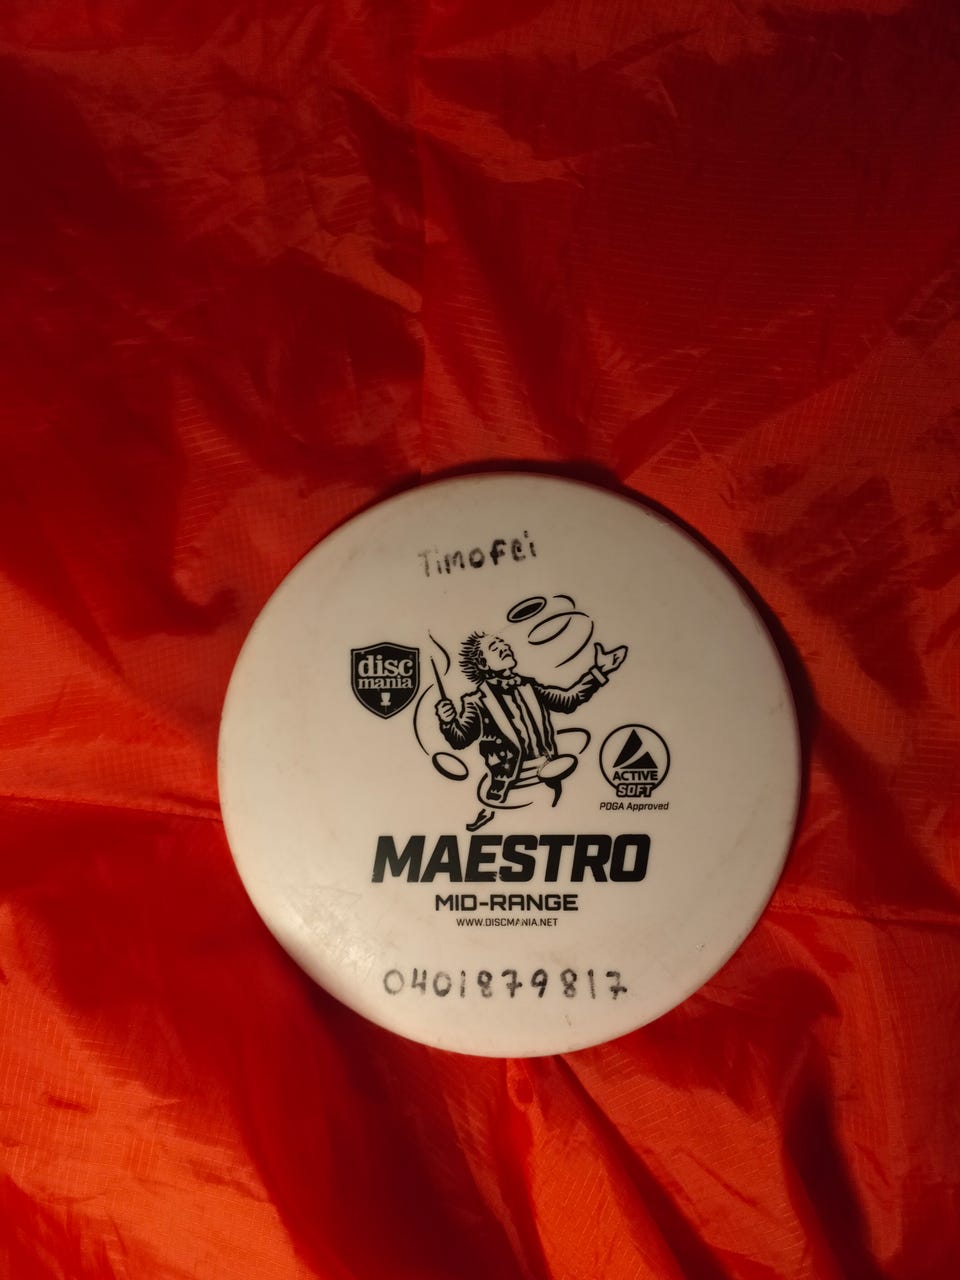 TimOFEi
disc
mania
ACTIVE
SOFT
PDGA Approved
MAESTRO
MID-RANGE
WWW.DISCMANIA.NET
0401879817